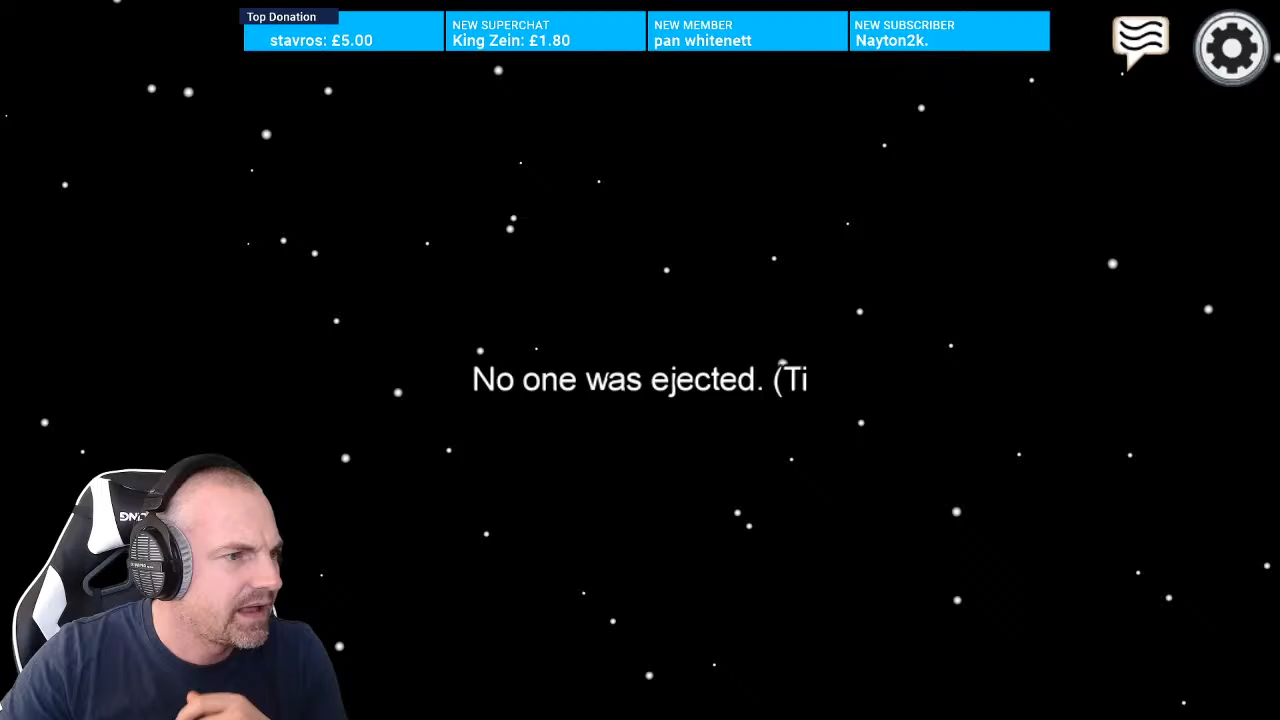 Top Donation
stavros: £5.00
NEW SUPERCHAT
King Zein: £1.80
NEW MEMBER
pan whitenett
NEW SUBSCRIBER
Nayton2k.
No one was ejected. (Ti